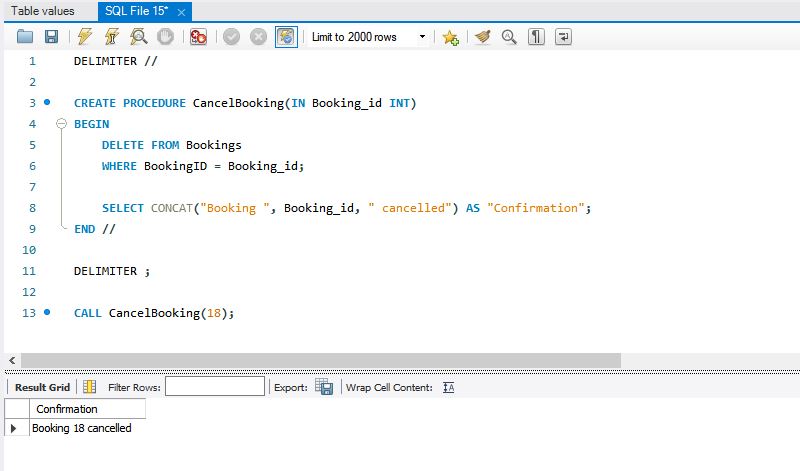 Table values SQL File 15* ×
Limit to 2000 rows
1 DELIMITER //
2
3 CREATE PROCEDURE CancelBooking(IN Booking_id INT)
4 BEGIN
5 DELETE FROM Bookings
6 WHERE BookingID = Booking_id;
7
8 SELECT CONCAT("Booking ", Booking_id, " cancelled") AS "Confirmation";
9 END //
10
11 DELIMITER ;
12
13 CALL CancelBooking(18);
Result Grid Filter Rows: Export: Wrap Cell Content: IA
Confirmation
Booking 18 cancelled